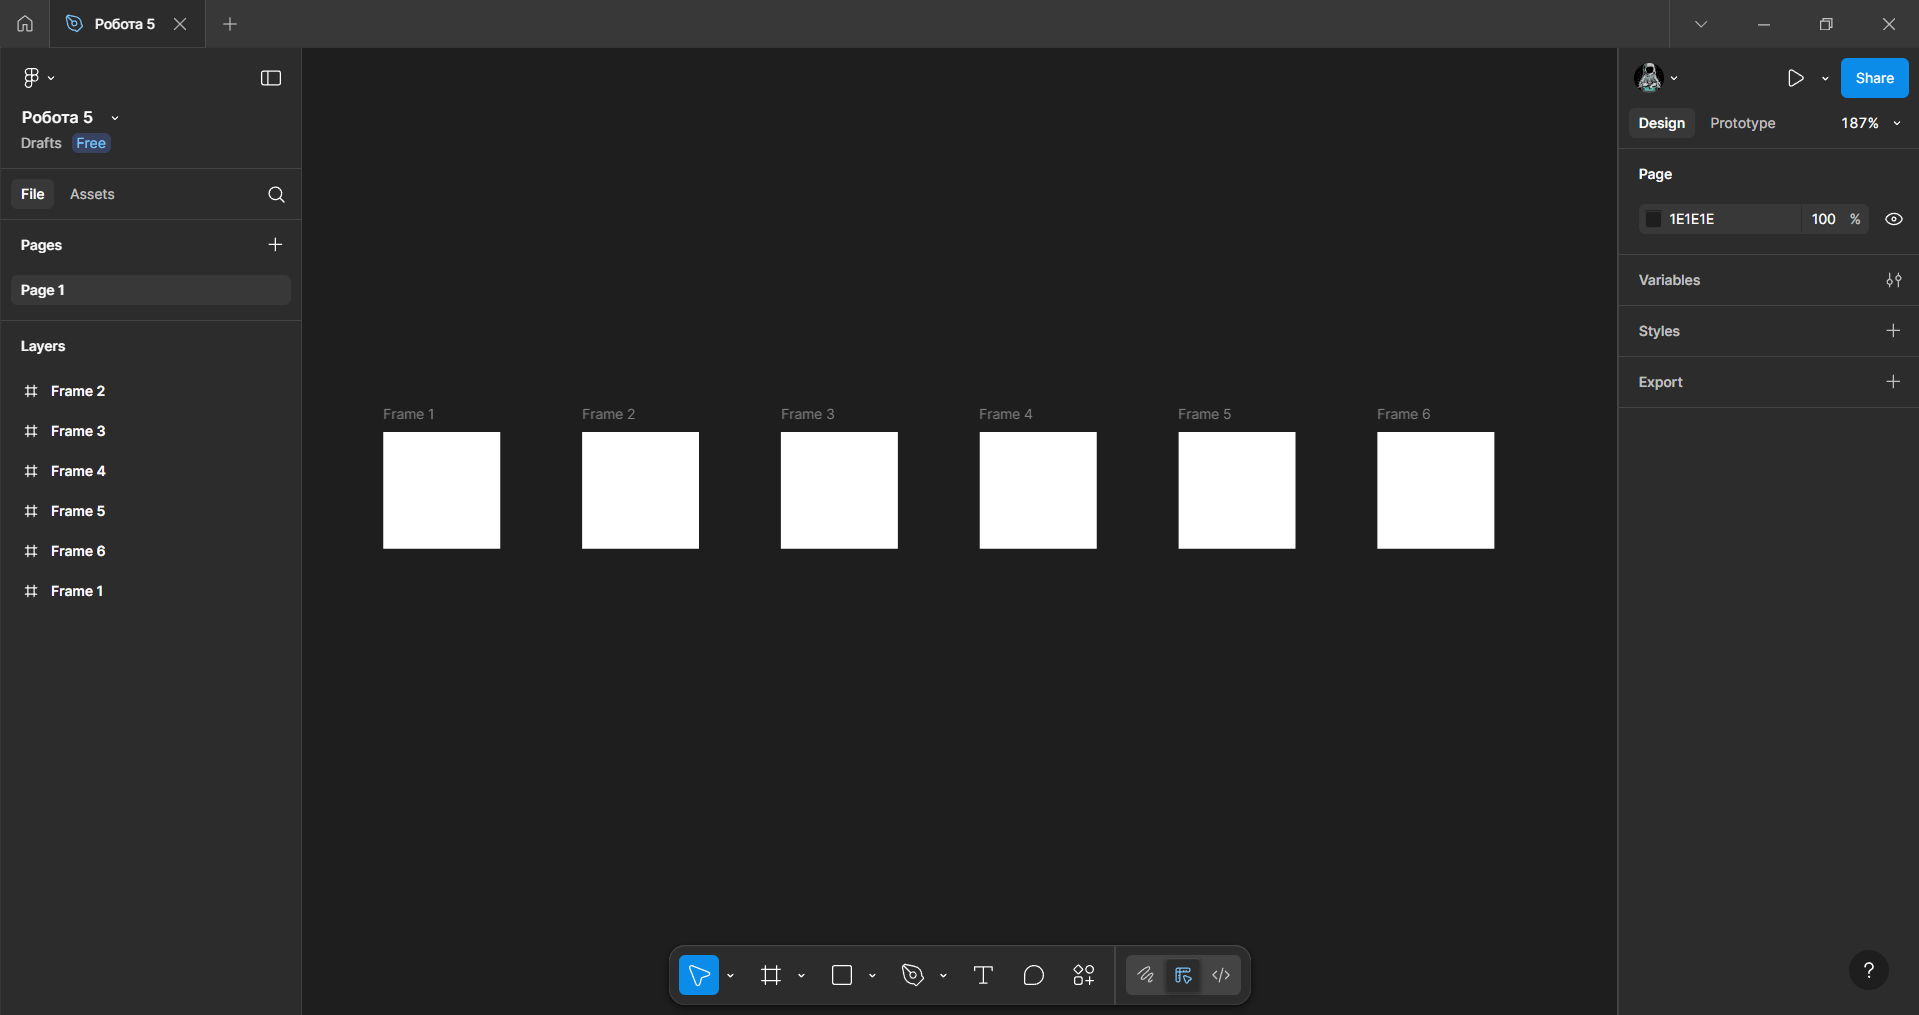 Робота 5
Робота 5
Drafts Free
File Assets
Pages
Page 1
Layers
Frame 2
Frame 3
Frame 4
Frame 5
Frame 6
Frame 1
Frame 1 Frame 2 Frame 3 Frame 4 Frame 5 Frame 6
Share
Design Prototype 187%
Page
1E1E1E 100 %
Variables
Styles
Export
?